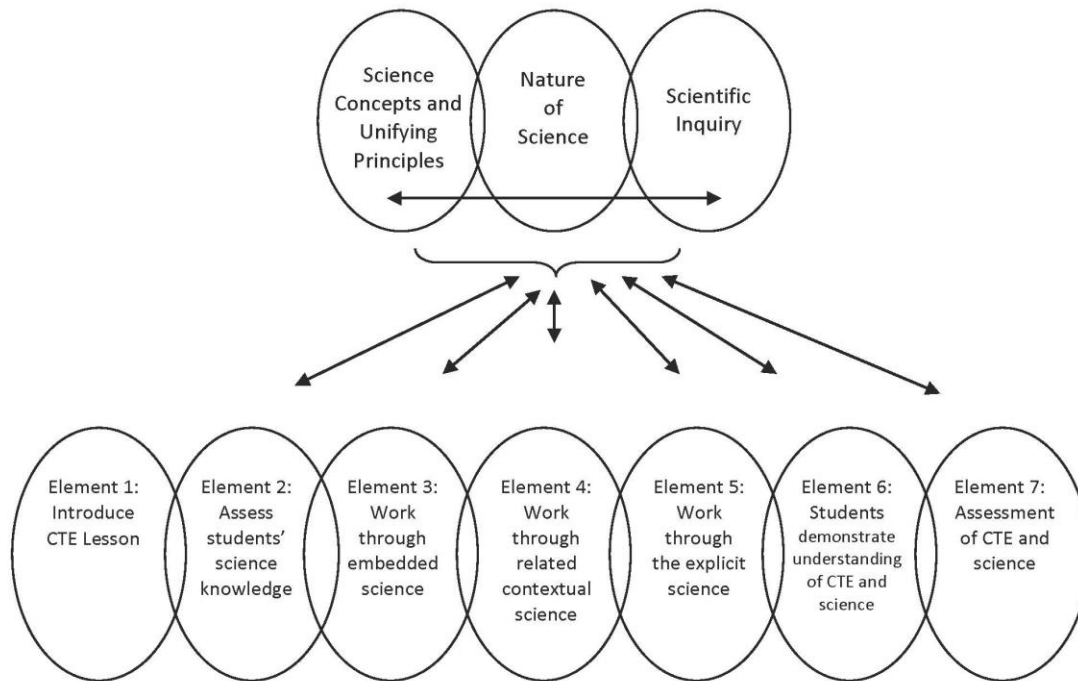 Science
Concepts and
Unifying
Principles
Nature
of
Science
Scientific
Inquiry
Element 1:
Introduce
CTE Lesson
Element 2:
Assess
students’
science
knowledge
Element 3:
Work
through
embedded
science
Element 4:
Work
through
related
contextual
science
Element 5:
Work
through
the explicit
science
Element 6:
Students
demonstrate
understanding
of CTE and
science
Element 7:
Assessment
of CTE and
science